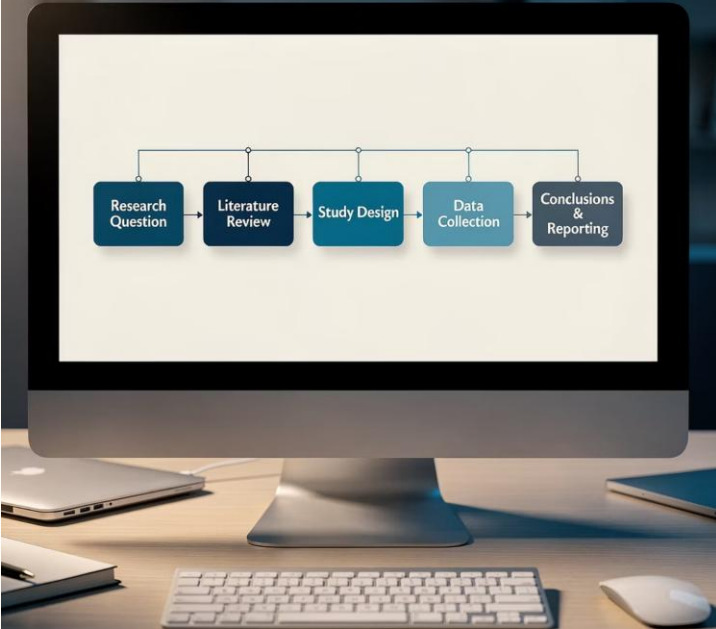 Research
Question
Literature
Review
Study Design
Data
Collection
Conclusions
&
Reporting